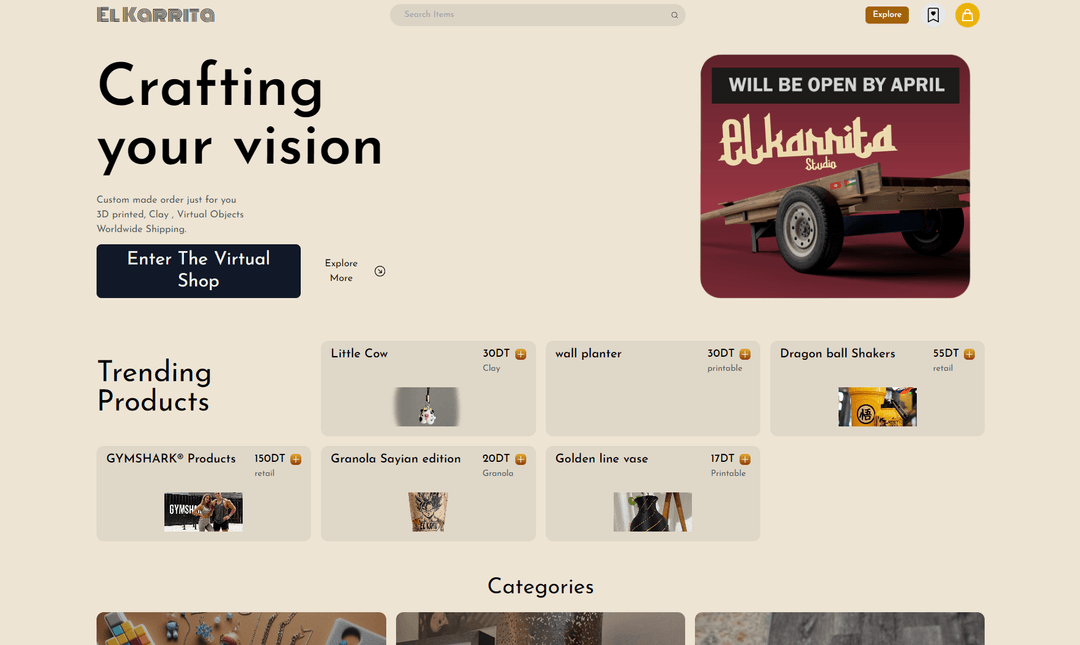 ELKARRITA
Search Items
Explore
Crafting
your vision
WILL BE OPEN BY APRIL
Elkarrita
Studio
Custom made order just for you
3D printed, Clay , Virtual Objects
Worldwide Shipping.
Enter The Virtual
Shop
Explore
More
Trending
Products
Little Cow
30DT
Clay
wall planter
30DT
printable
Dragon ball Shakers
55DT
retail
悟
GYMSHARK® Products
150DT
retail
Granola Sayian edition
20DT
Granola
Golden line vase
17DT
Printable
Categories